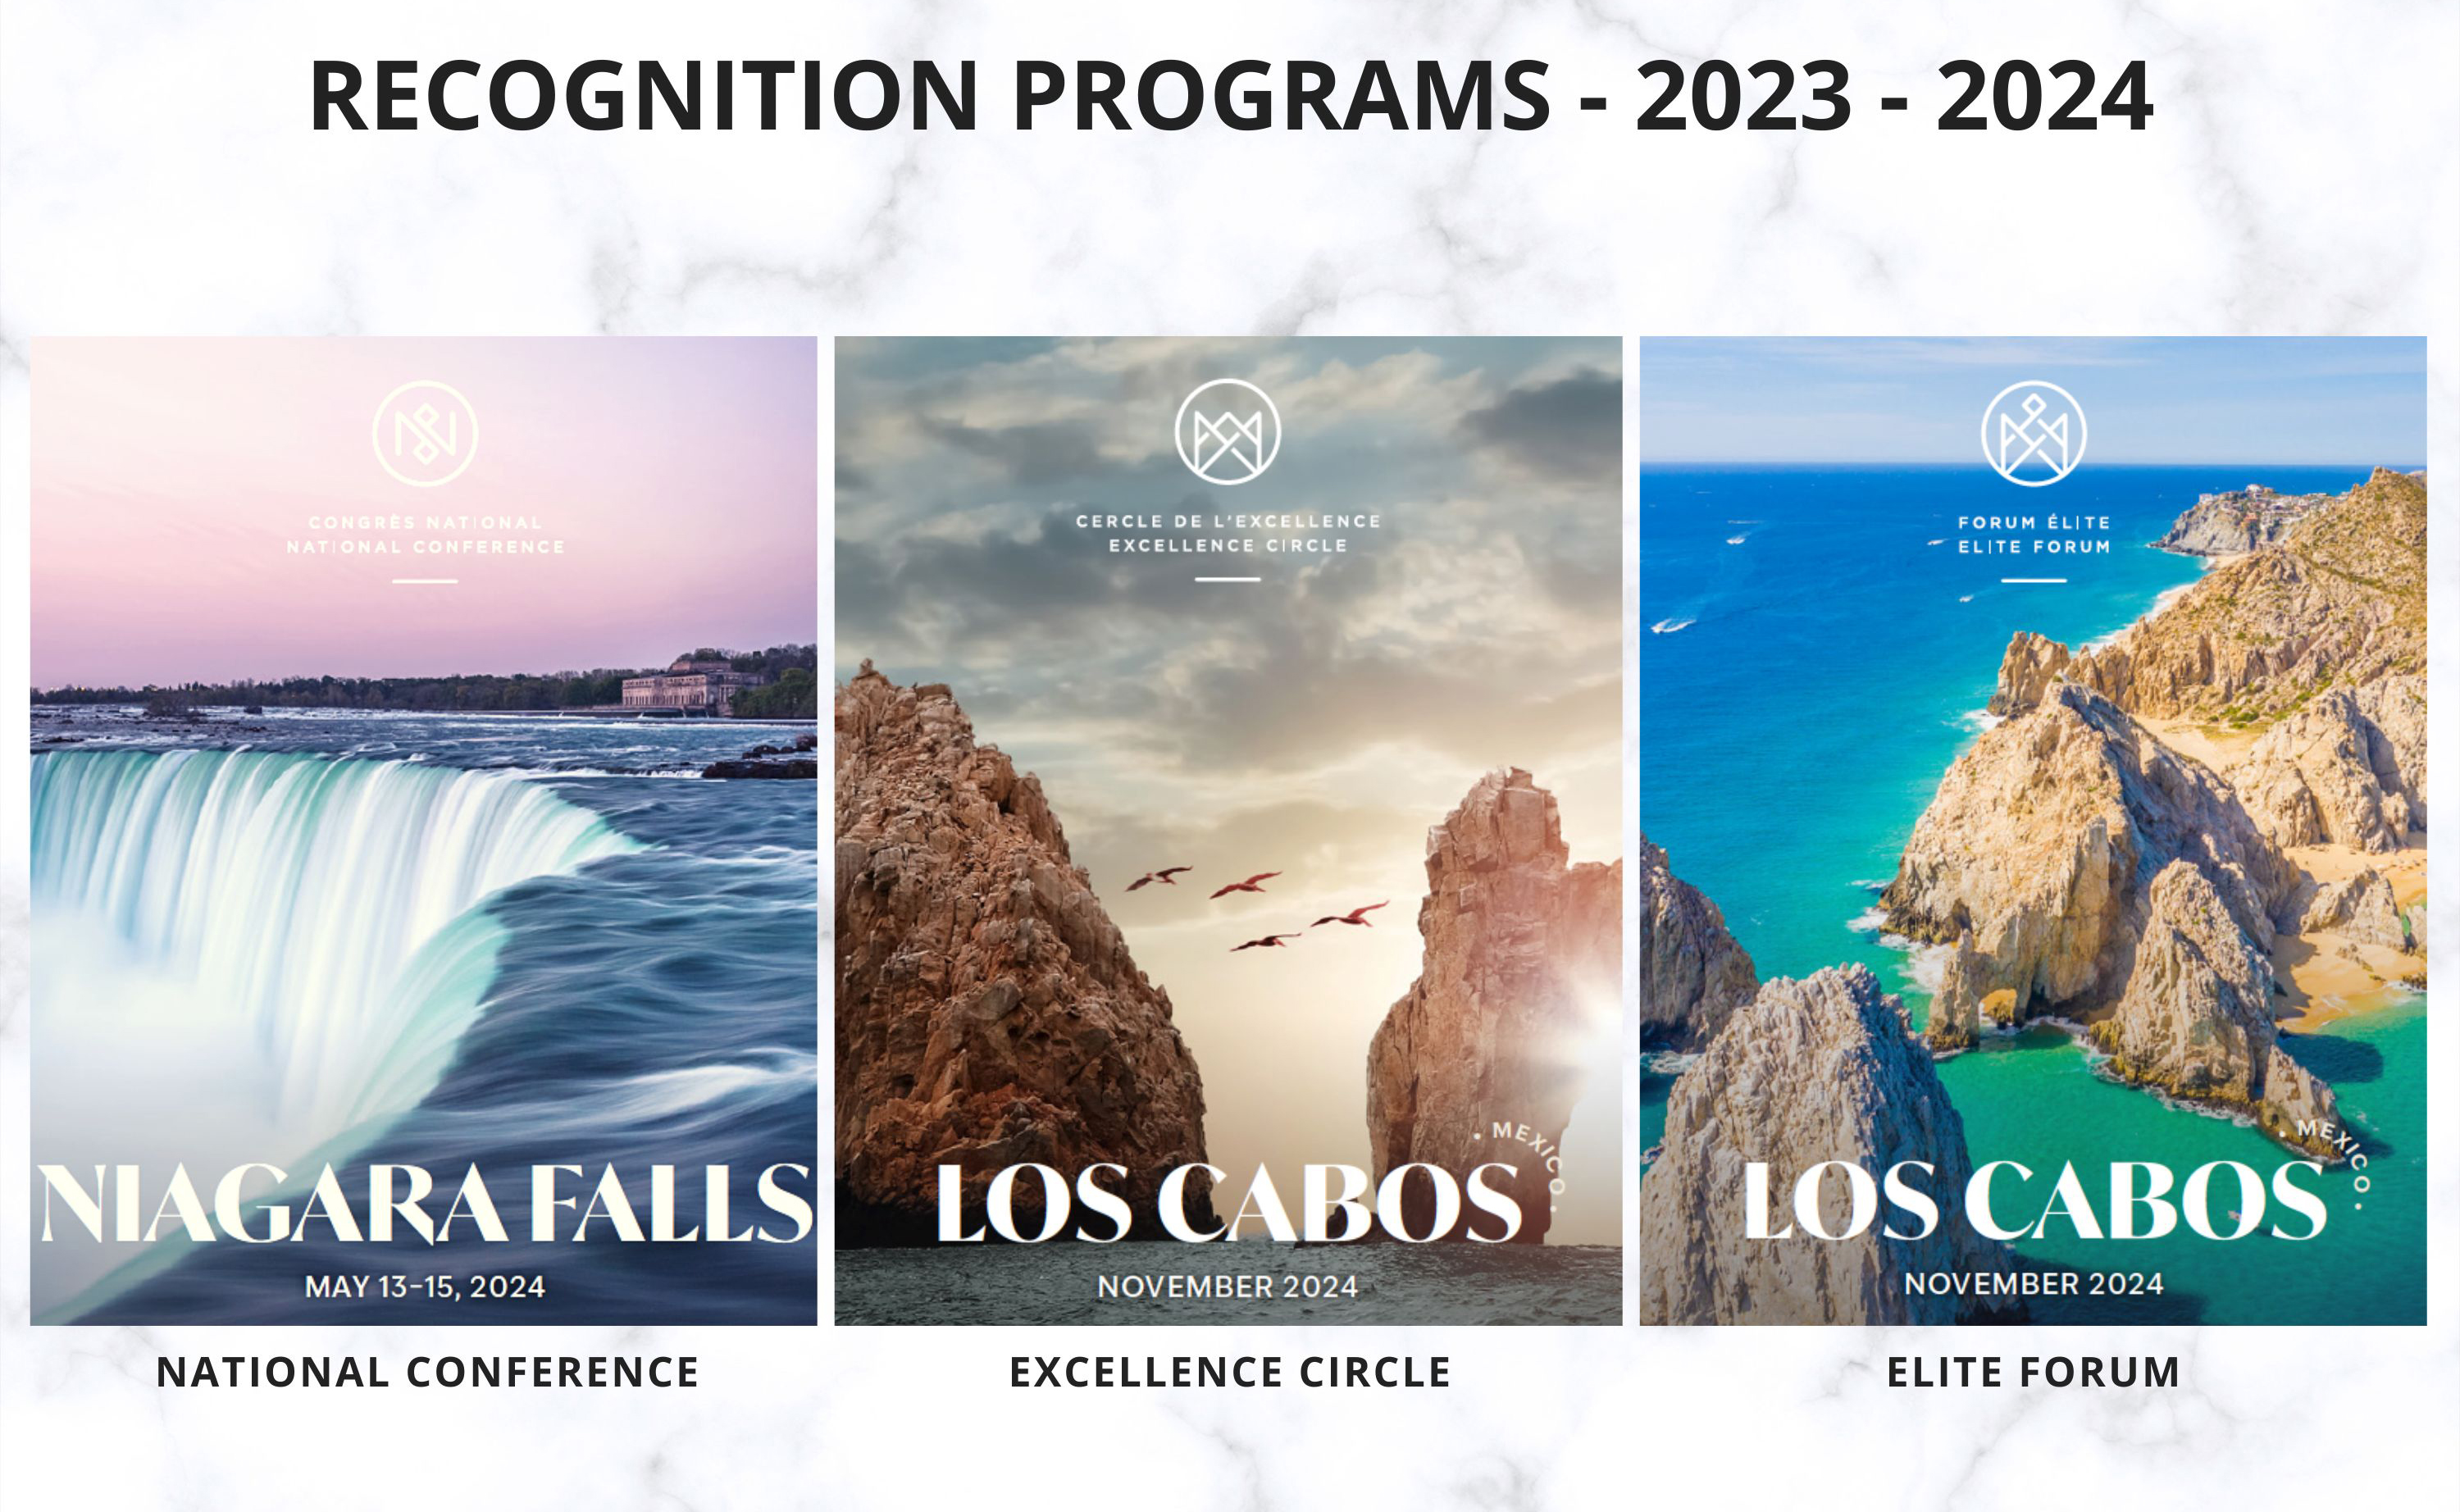 RECOGNITION PROGRAMS - 2023 - 2024
CONGRÈS NATIONAL
NATIONAL CONFERENCE
NIAGARA FALLS
MAY 13-15, 2024
NATIONAL CONFERENCE
CERCLE DE L'EXCELLENCE
EXCELLENCE CIRCLE
• MEXICO •
LOS CABOS
NOVEMBER 2024
EXCELLENCE CIRCLE
FORUM ÉLITE
ELITE FORUM
• MEXICO •
LOS CABOS
NOVEMBER 2024
ELITE FORUM